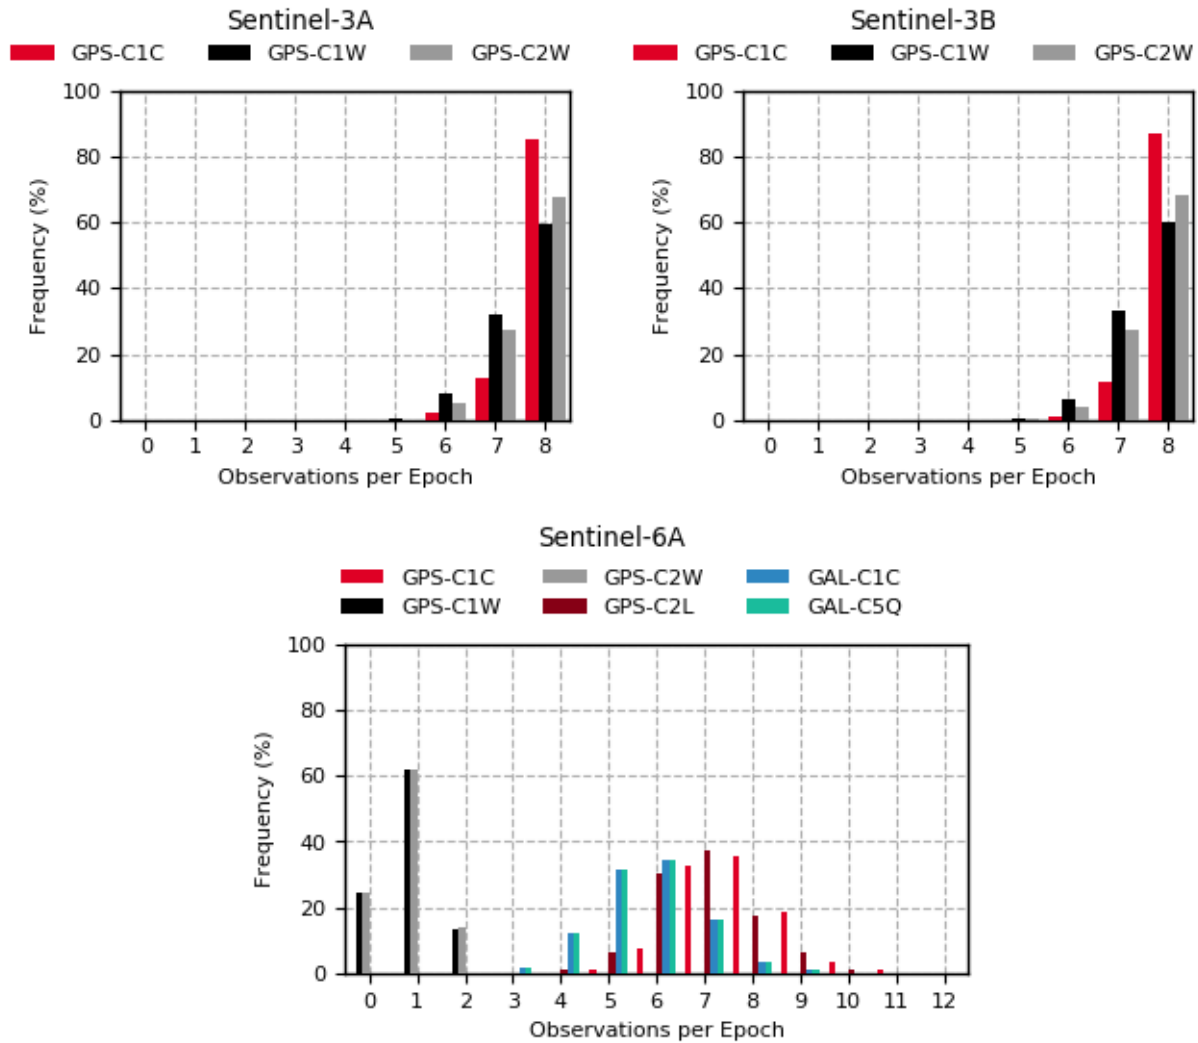 Sentinel-3A
GPS-C1C GPS-C1W GPS-C2W
100
80
60
40
20
0
Frequency (%)
0 1 2 3 4 5 6 7 8
Observations per Epoch
Sentinel-3B
GPS-C1C GPS-C1W GPS-C2W
100
80
60
40
20
0
Frequency (%)
0 1 2 3 4 5 6 7 8
Observations per Epoch
Sentinel-6A
GPS-C1C GPS-C2W GAL-C1C
GPS-C1W GPS-C2L GAL-C5Q
100
80
60
40
20
0
Frequency (%)
0 1 2 3 4 5 6 7 8 9 10 11 12
Observations per Epoch